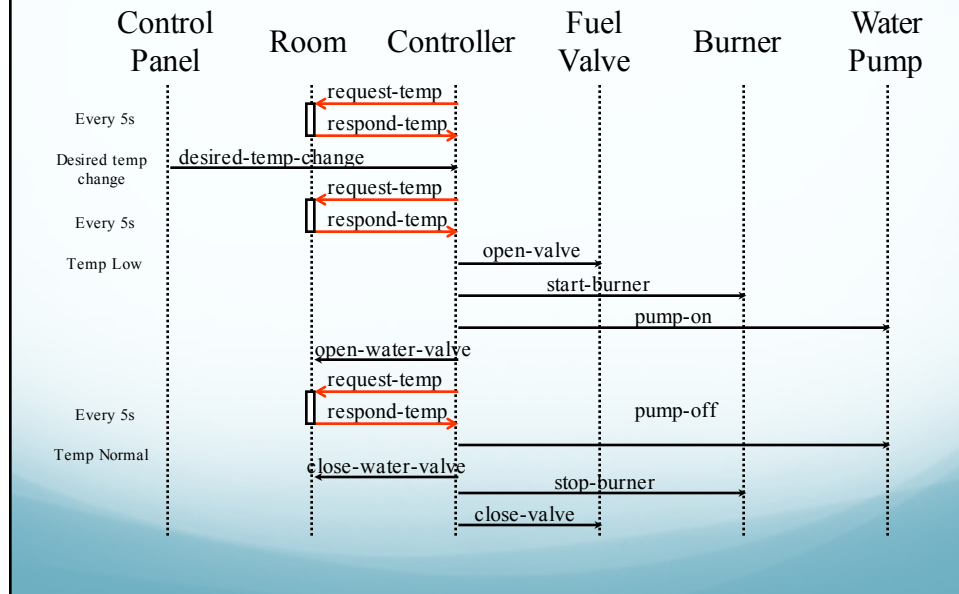 Control
Panel
Room
Controller
Fuel
Valve
Burner
Water
Pump
request-temp
Every 5s
respond-temp
Desired temp
change
desired-temp-change
request-temp
Every 5s
respond-temp
Temp Low
open-valve
start-burner
pump-on
open-water-valve
request-temp
Every 5s
respond-temp
pump-off
Temp Normal
close-water-valve
stop-burner
close-valve